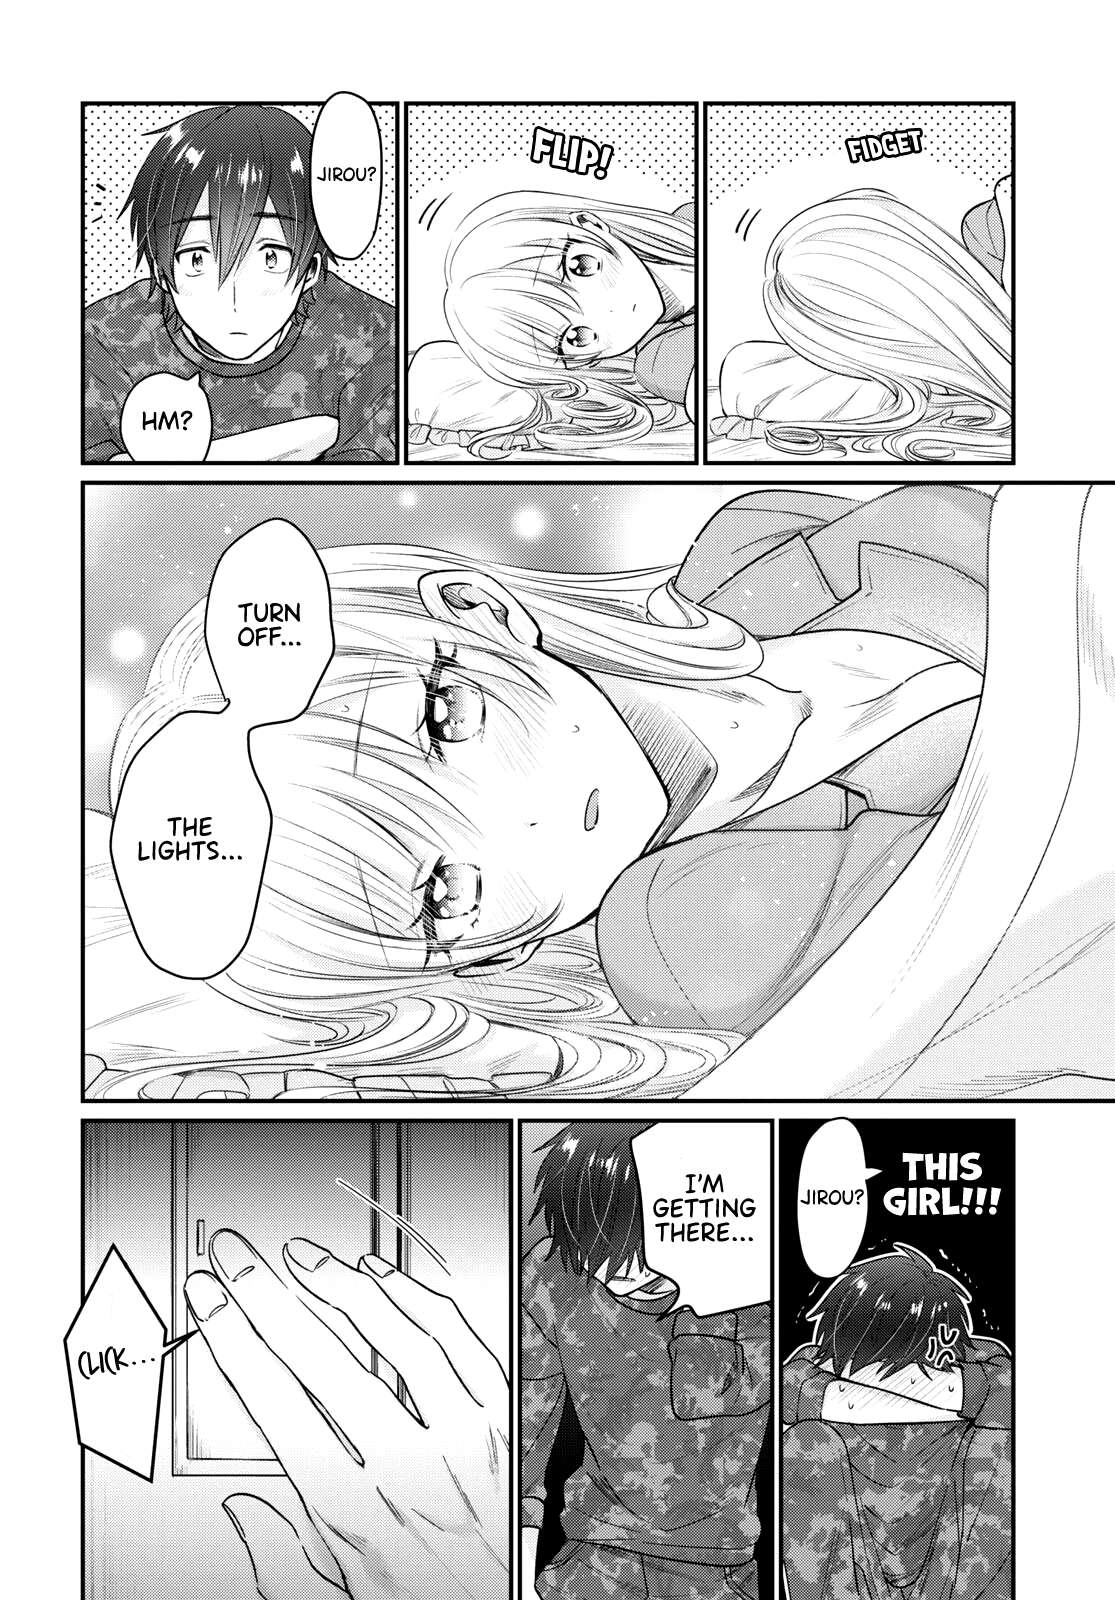 FIDGET
FLIP!
JIROU?
HM?
TURN
OFF...
THE
LIGHTS...
THIS
GIRL!!!
JIROU?
I'M
GETTING
THERE...
CLICK...